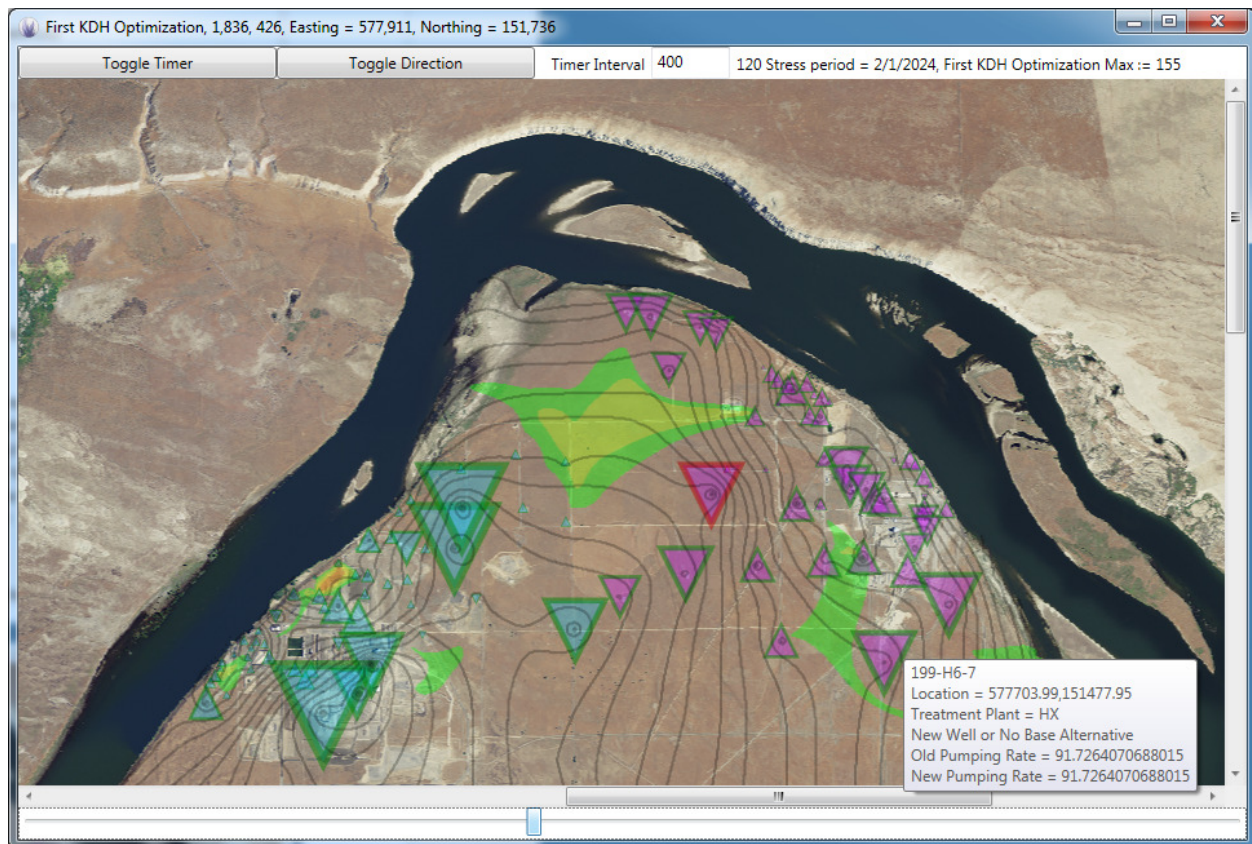 First KDH Optimization, 1,836, 426, Easting = 577,911, Northing = 151,736
Toggle Timer Toggle Direction Timer Interval 400 120 Stress period = 2/1/2024, First KDH Optimization Max := 155
199-H6-7
Location = 577703.99,151477.95
Treatment Plant = HX
New Well or No Base Alternative
Old Pumping Rate = 91.7264070688015
New Pumping Rate = 91.7264070688015